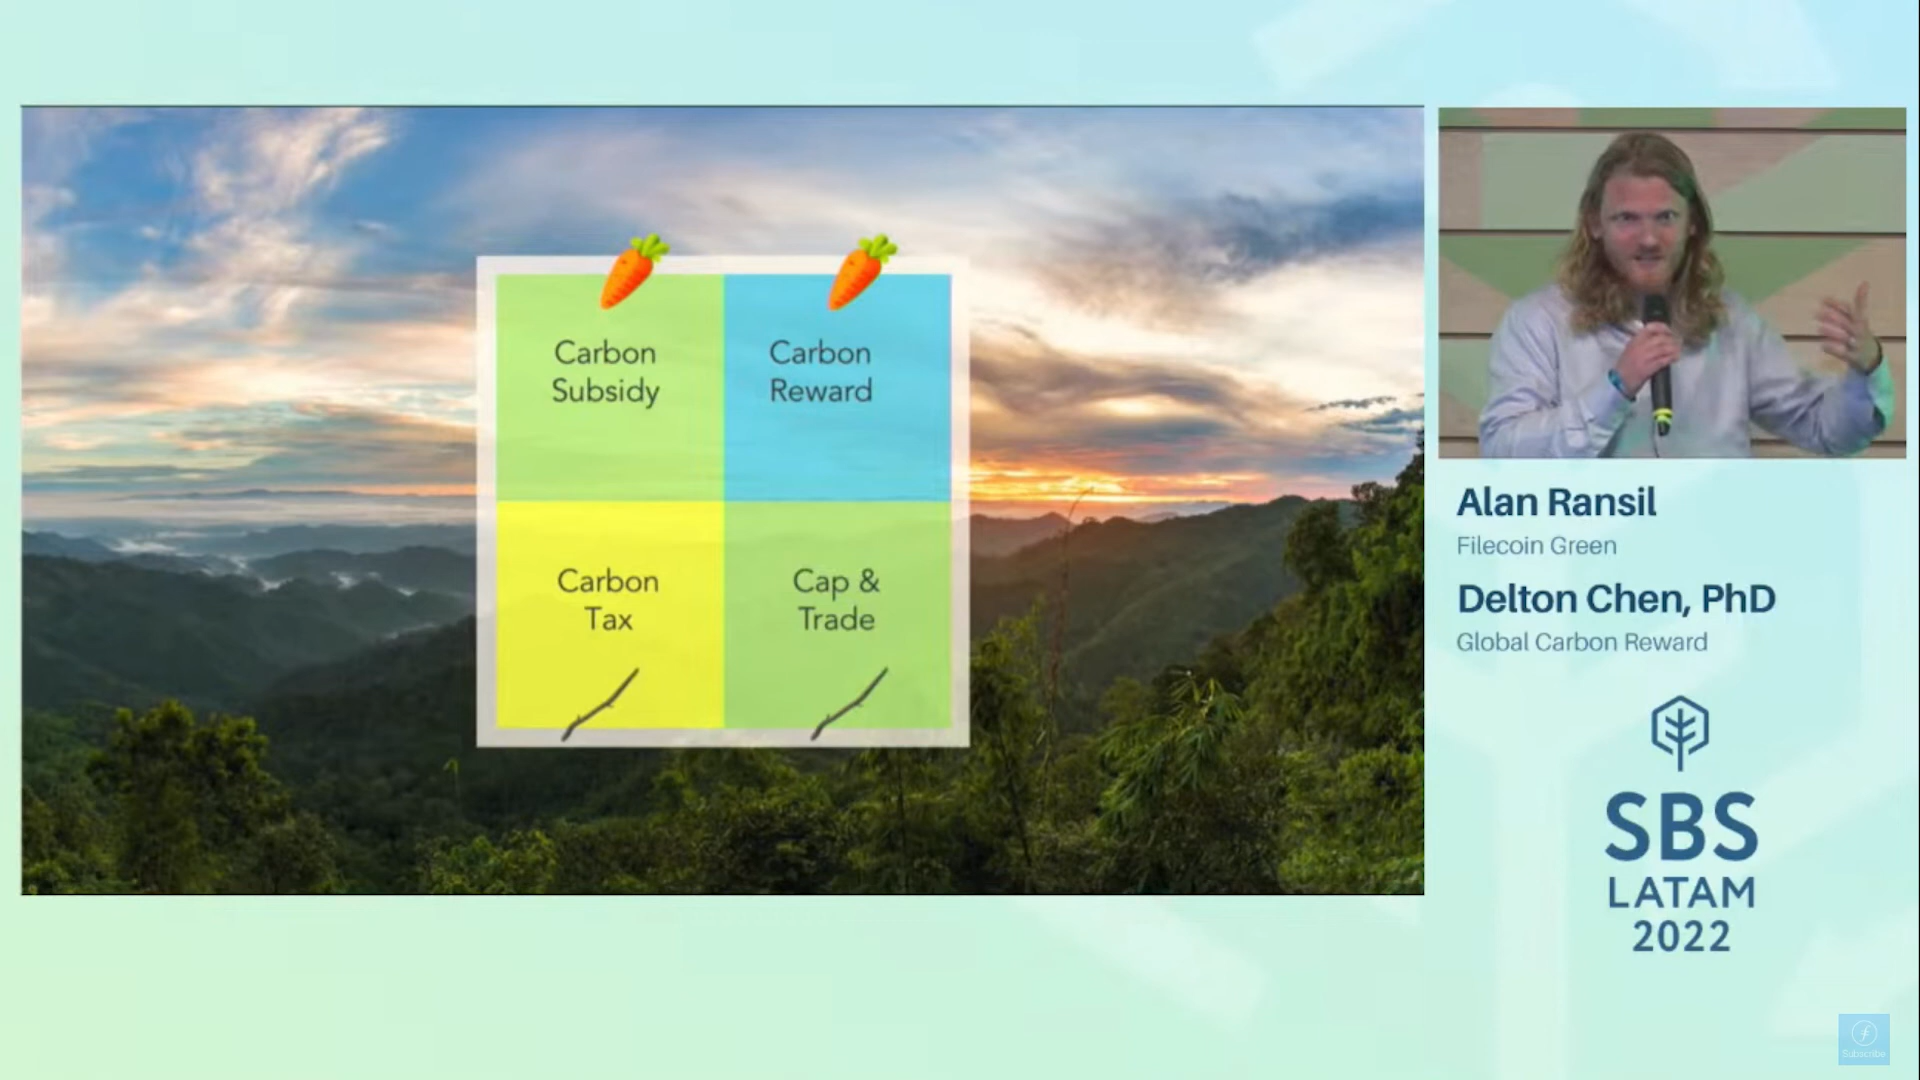 Carbon
Subsidy
Carbon
Reward
Carbon
Tax
Cap &
Trade
Alan Ransil
Filecoin Green
Delton Chen, PhD
Global Carbon Reward
SBS
LATAM
2022
Subscribe